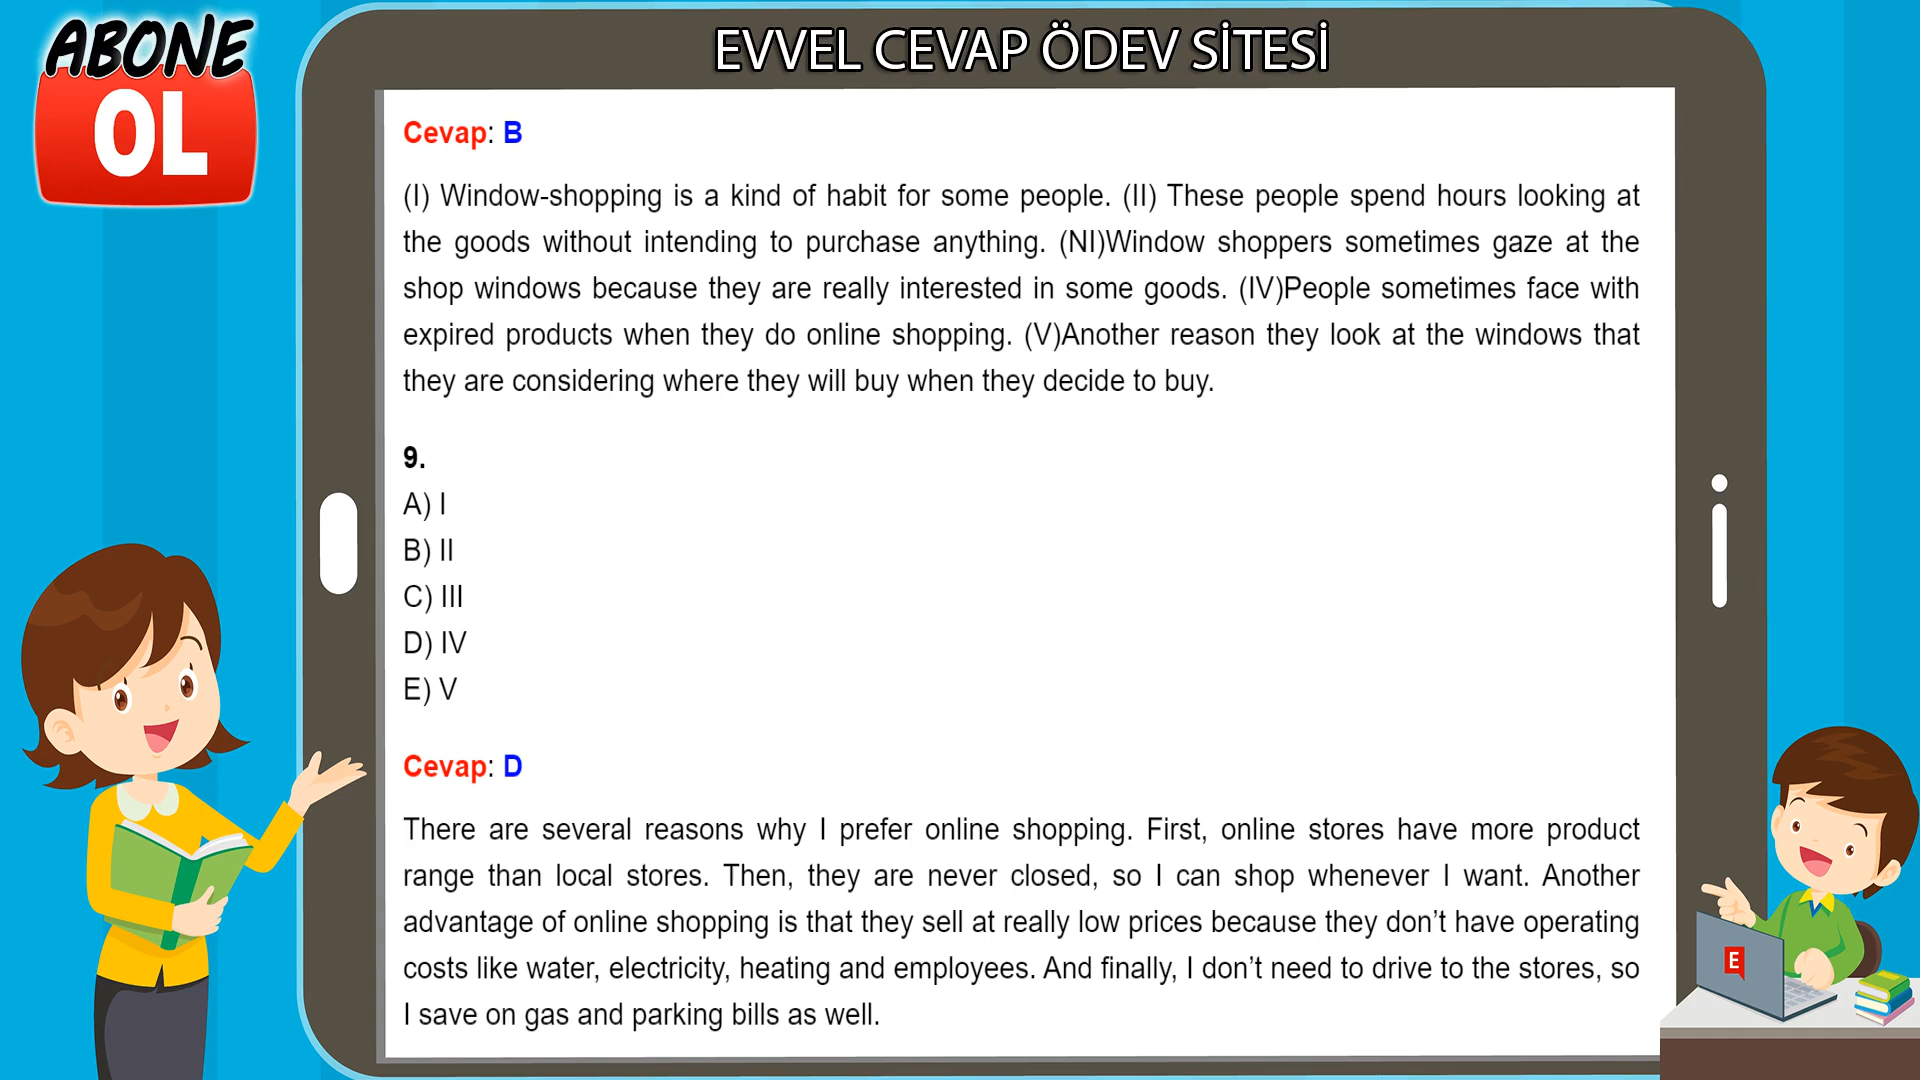 ABONE
OL
EVVEL CEVAP ÖDEV SİTESİ
Cevap: B
(I) Window-shopping is a kind of habit for some people. (II) These people spend hours looking at
the goods without intending to purchase anything. (NI)Window shoppers sometimes gaze at the
shop windows because they are really interested in some goods. (IV)People sometimes face with
expired products when they do online shopping. (V)Another reason they look at the windows that
they are considering where they will buy when they decide to buy.
9.
A) I
B) II
C) III
D) IV
E) V
Cevap: D
There are several reasons why I prefer online shopping. First, online stores have more product
range than local stores. Then, they are never closed, so I can shop whenever I want. Another
advantage of online shopping is that they sell at really low prices because they don’t have operating
costs like water, electricity, heating and employees. And finally, I don’t need to drive to the stores, so
I save on gas and parking bills as well.
E